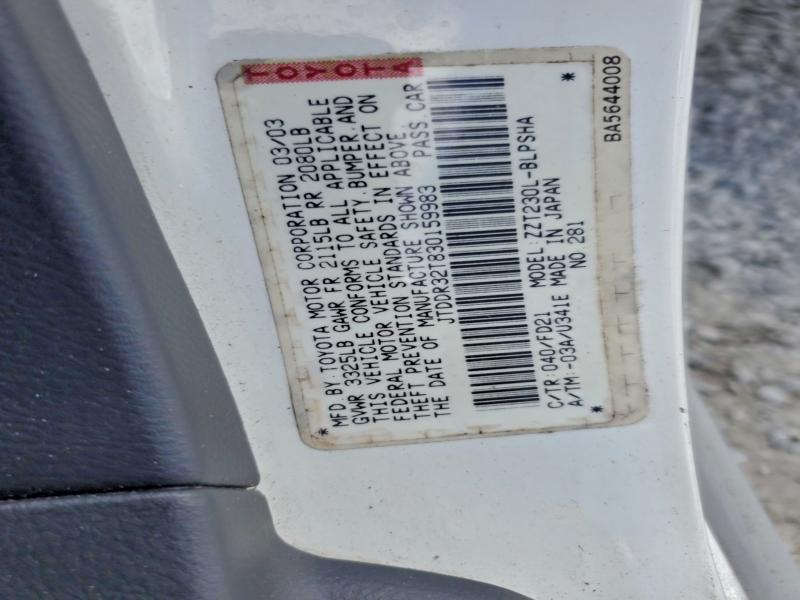 TOYOTA
*MFD BY:TOYOTA MOTOR CORPORATION 03/03
GVWR 3325LB GAWR FR 2115LB RR 2080LB
THIS VEHICLE CONFORMS TO ALL APPLICABLE
FEDERAL MOTOR VEHICLE SAFETY,BUMPER,AND
THEFT PREVENTION STANDARDS IN EFFECT ON
THE DATE OF MANUFACTURE SHOWN ABOVE.
JTDDR32T830159983 PASS.CAR
* *
C/TR:040/FD21 MODEL:ZZT230L-BLPSHA
A/TM:-03A/U341E MADE IN JAPAN
NO 281
BA5644008